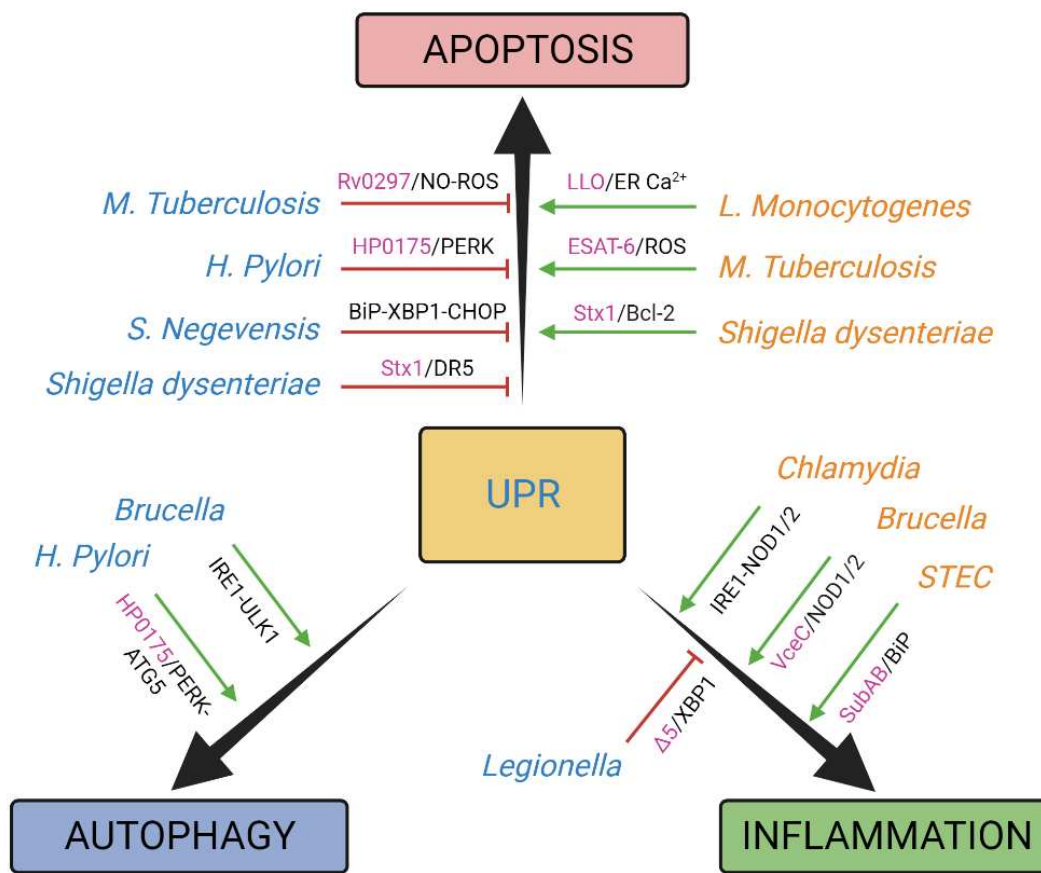 APOPTOSIS
Rv0297/NO-ROS
LLO/ER Ca²⁺
M. Tuberculosis
L. Monocytogenes
HP0175/PERK
ESAT-6/ROS
H. Pylori
M. Tuberculosis
BiP-XBP1-CHOP
Stx1/Bcl-2
S. Negevensis
Shigella dysenteriae
Stx1/DR5
Shigella dysenteriae
UPR
Chlamydia
Brucella
Brucella
H. Pylori
STEC
IRE1-ULK1
HP0175/PERK-
ATG5
IRE1-NOD1/2
VceC/NOD1/2
SubAB/BiP
Δ5/XBP1
Legionella
AUTOPHAGY
INFLAMMATION